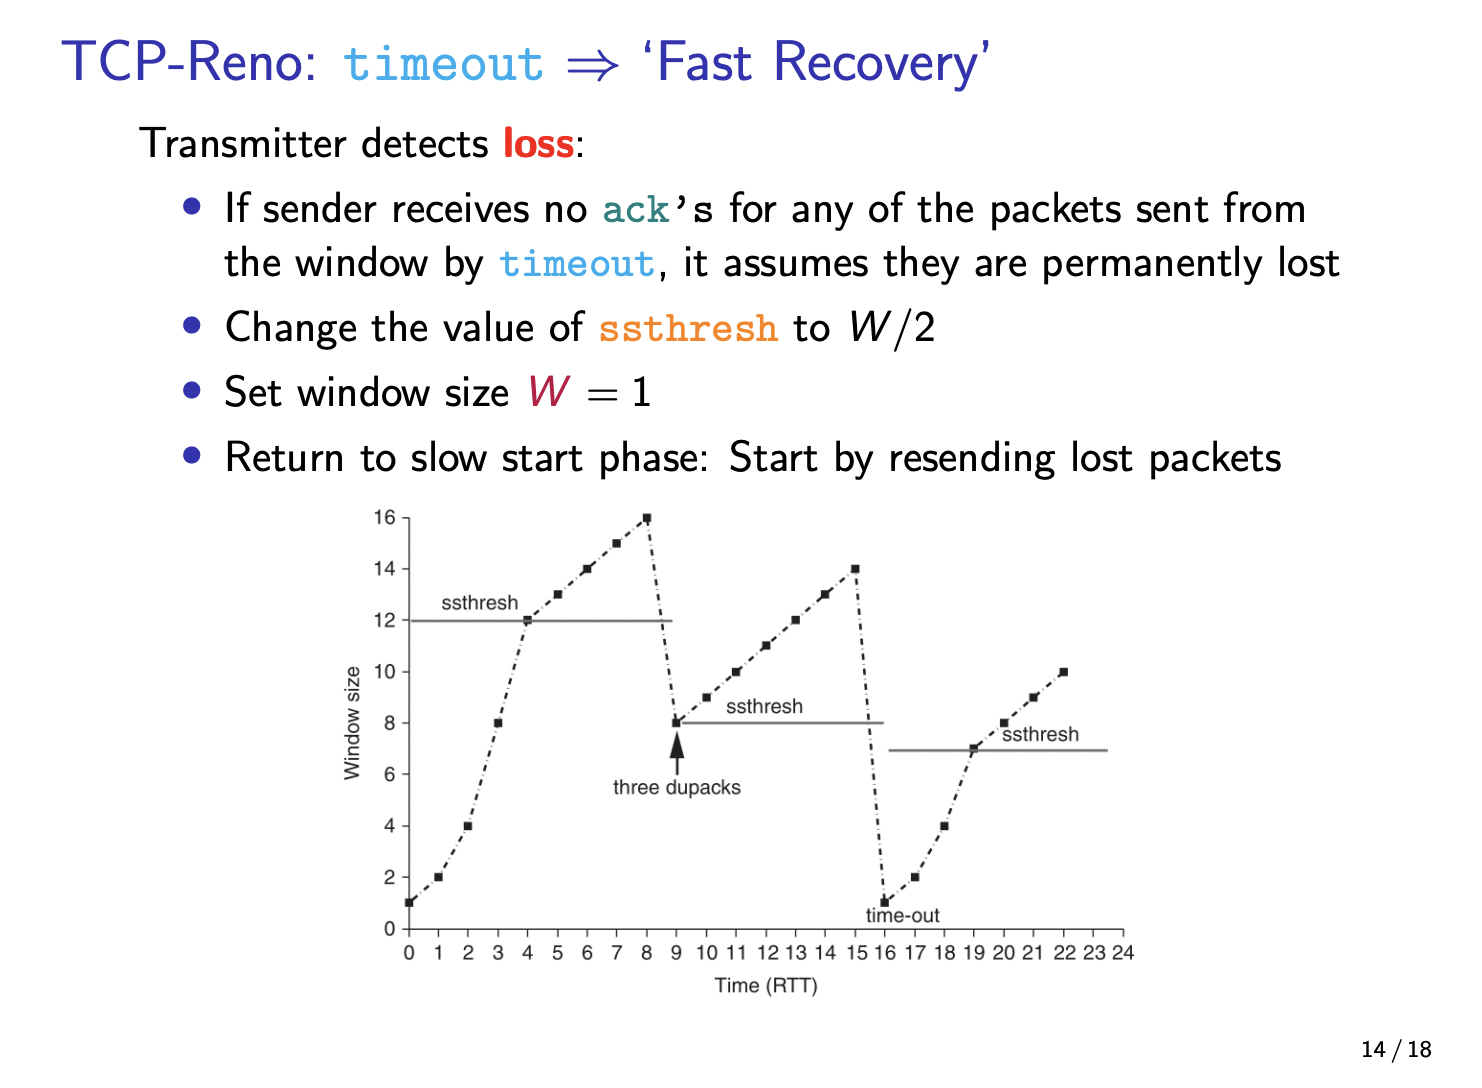 TCP-Reno: timeout ⇒ ‘Fast Recovery’
Transmitter detects loss:
• If sender receives no ack’s for any of the packets sent from
the window by timeout, it assumes they are permanently lost
• Change the value of ssthresh to W/2
• Set window size W = 1
• Return to slow start phase: Start by resending lost packets
16
14
12
10
8
6
4
2
0
Window size
ssthresh
ssthresh
ssthresh
three dupacks
time-out
0 1 2 3 4 5 6 7 8 9 10 11 12 13 14 15 16 17 18 19 20 21 22 23 24
Time (RTT)
14 / 18